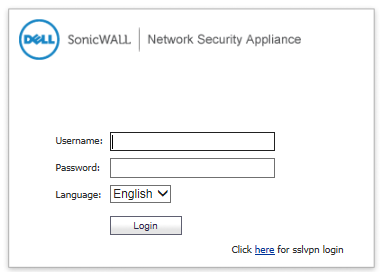 DELL SonicWALL Network Security Appliance
Username:
Password:
Language: English
Login
Click here for sslvpn login